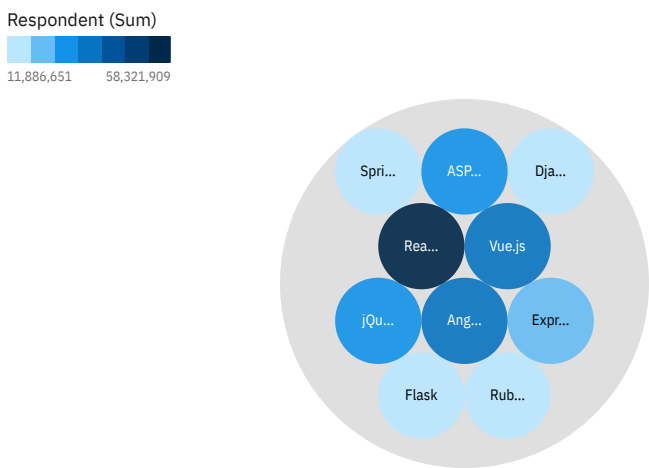 Respondent (Sum)
11,886,651 58,321,909
Spri... ASP... Dja...
Rea... Vue.js
jQu... Ang... Expr...
Flask Rub...